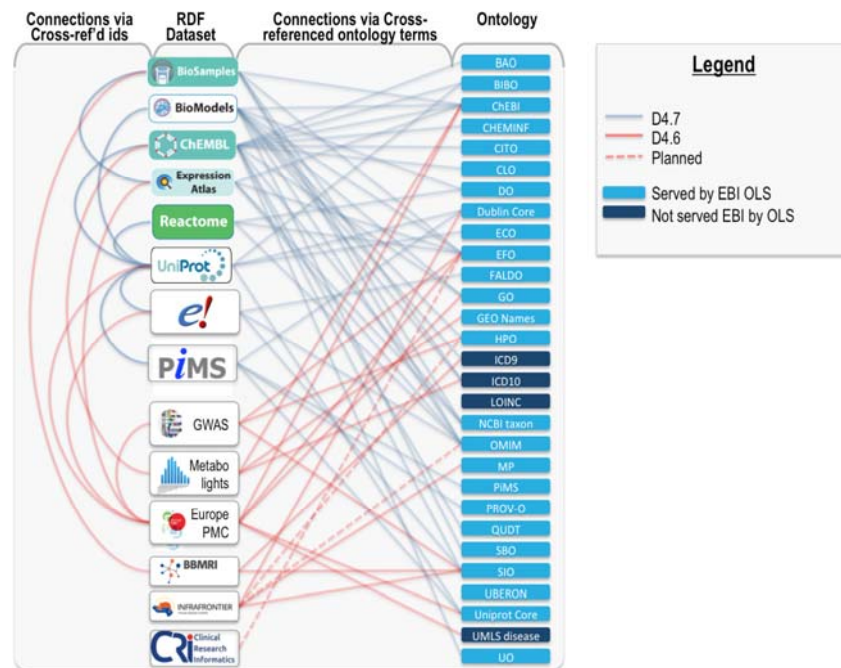 Connections via
Cross-ref'd ids
RDF
Dataset
Connections via Cross-
referenced ontology terms
Ontology
BioSamples
BioModels
ChEMBL
Expression
Atlas
Reactome
UniProt
e!
PiMS
GWAS
Metabo
lights
Europe
PMC
BBMRI
INFRAFRONTIER
CRi Clinical
Research
Informatics
BAO
BIBO
ChEBI
CHEMINF
CITO
CLO
DO
Dublin Core
ECO
EFO
FALDO
GO
GEO Names
HPO
ICD9
ICD10
LOINC
NCBI taxon
OMIM
MP
PiMS
PROV-O
QUDT
SBO
SIO
UBERON
Uniprot Core
UMLS disease
UO
Legend
D4.7
D4.6
Planned
Served by EBI OLS
Not served EBI by OLS